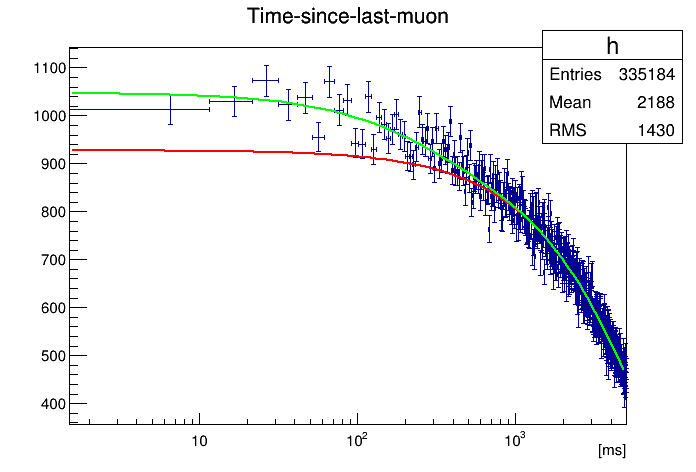 Time-since-last-muon
h
Entries 335184
Mean 2188
RMS 1430
1100
1000
900
800
700
600
500
400
10
10²
10³
[ms]